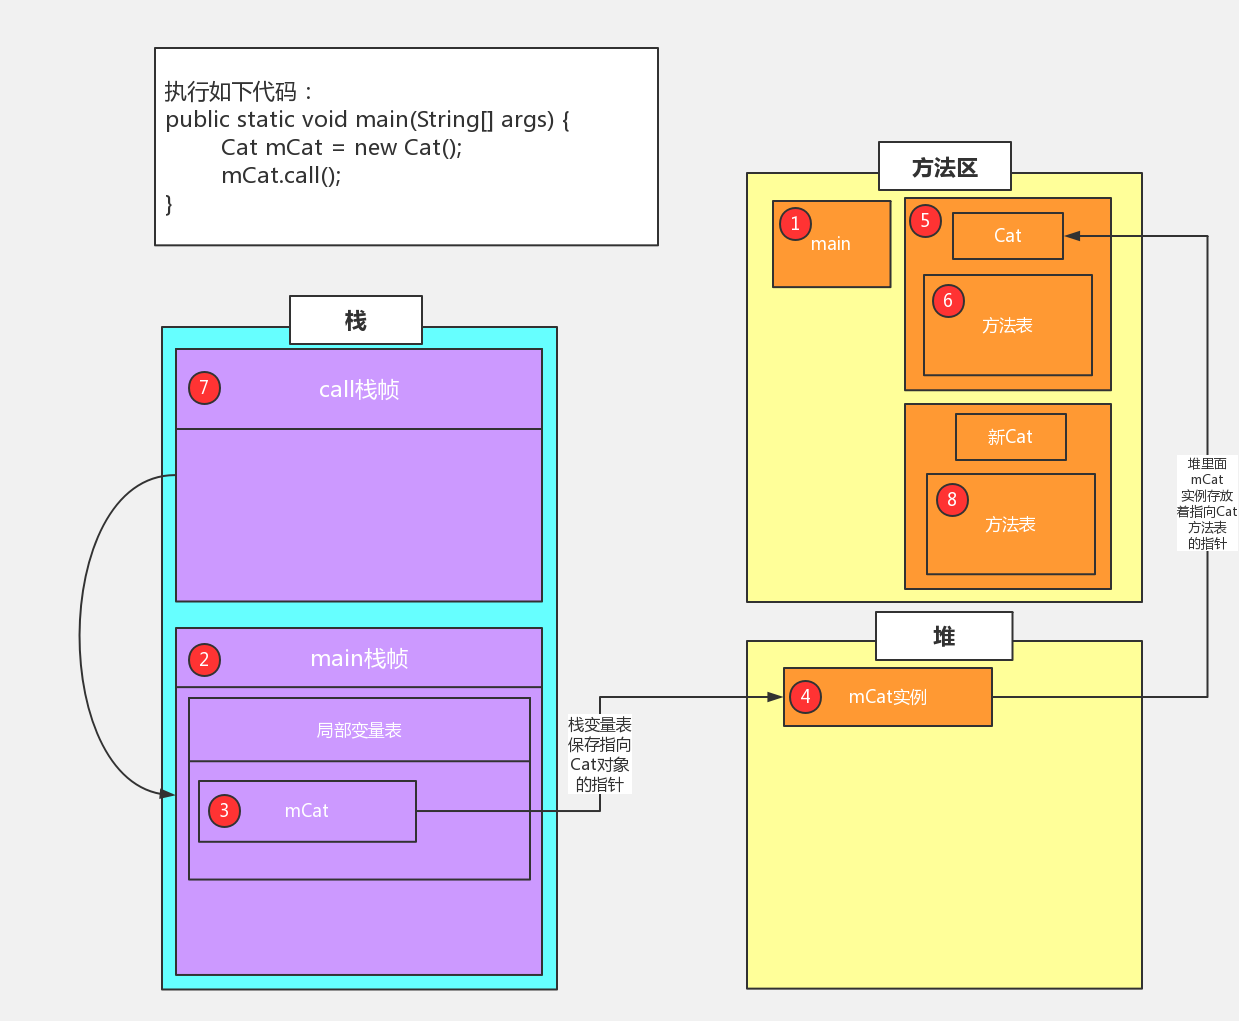 执行如下代码：
public static void main(String[] args) {
Cat mCat = new Cat();
mCat.call();
}
方法区
1
main
5
Cat
6
方法表
新Cat
8
方法表
栈
7
call栈帧
2
main栈帧
局部变量表
3
mCat
栈变量表
保存指向
Cat对象
的指针
堆
4
mCat实例
堆里面
mCat
实例存放
着指向Cat
方法表
的指针